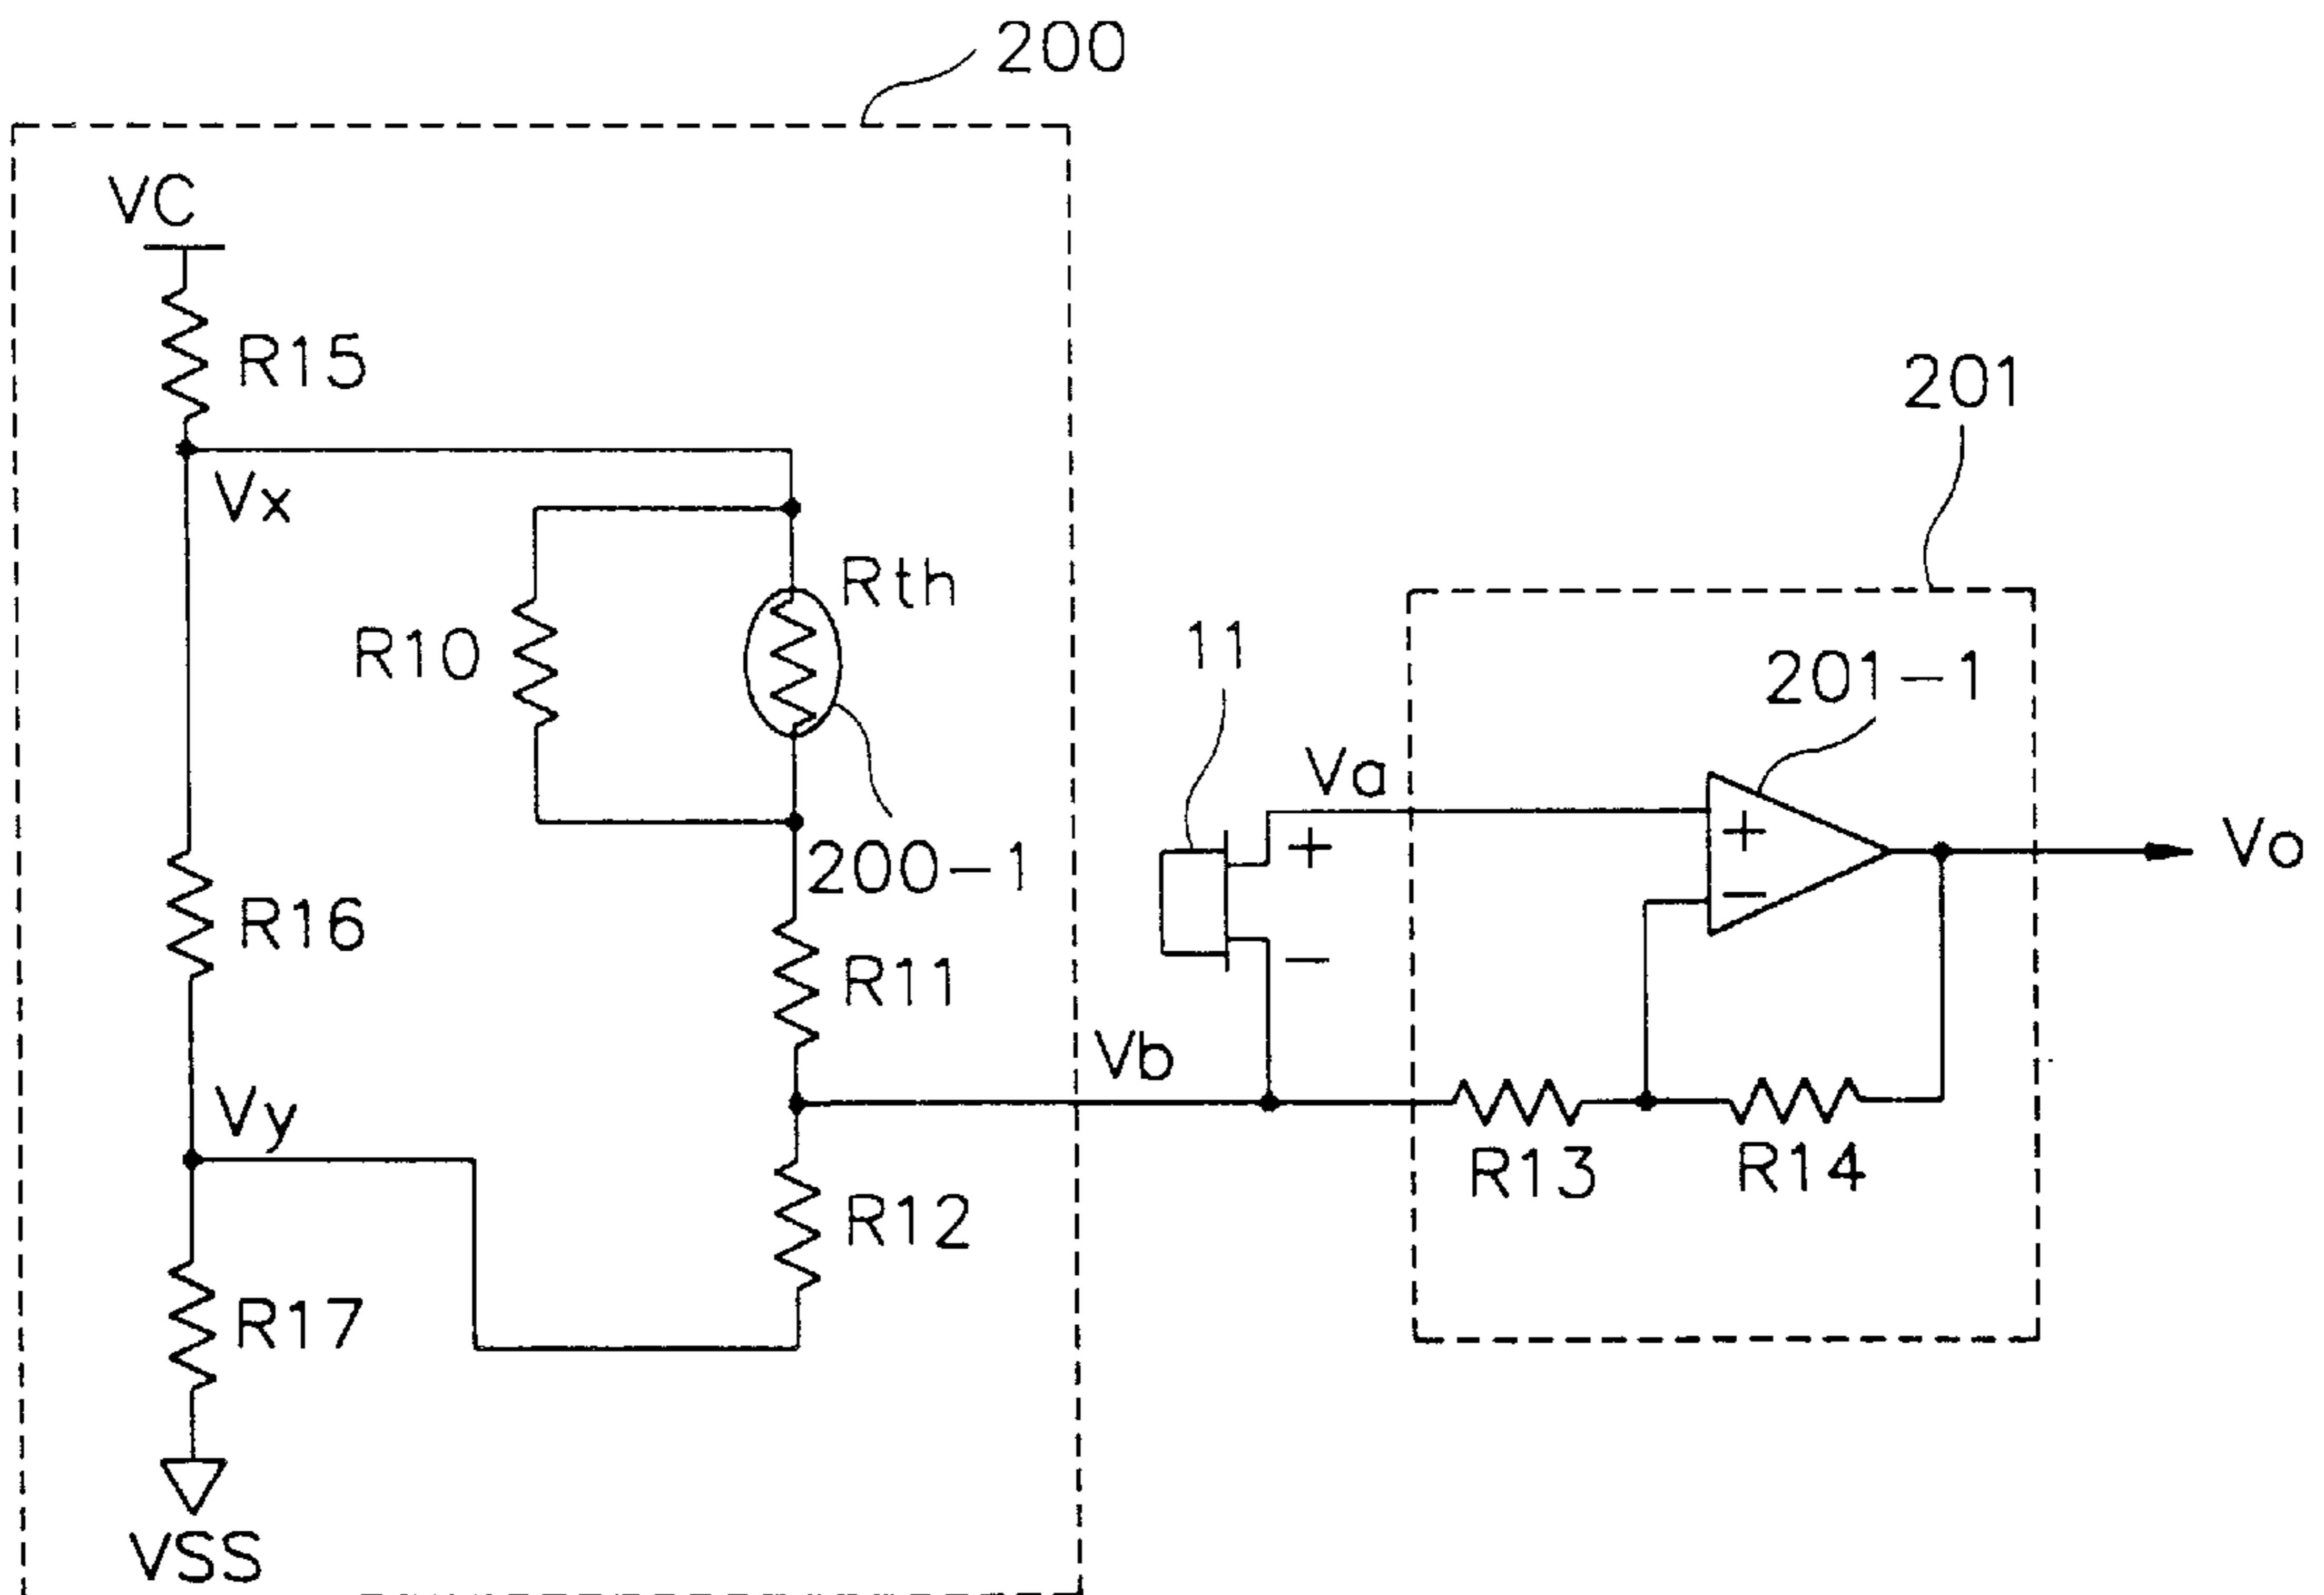 200
VC
R15
201
Vx
Rth
R10
11
201-1
Va
+
+
Vo
200-1
-
R16
-
R11
Vb
Vy
R13
R14
R12
R17
VSS